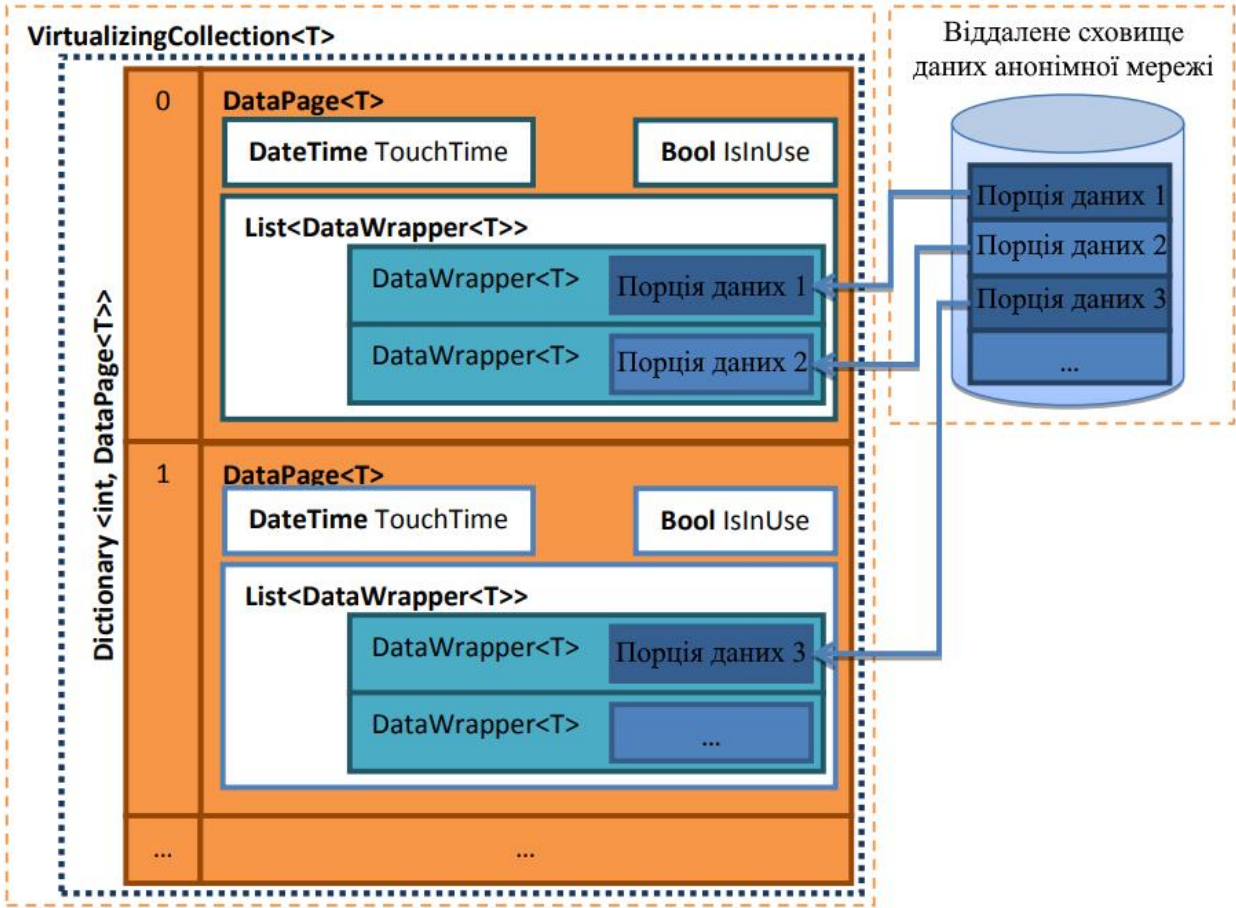 VirtualizingCollection<T>
Dictionary <int, DataPage<T>>
0
DataPage<T>
DateTime TouchTime
Bool IsInUse
List<DataWrapper<T>>
DataWrapper<T>
Порція даних 1
DataWrapper<T>
Порція даних 2
1
DataPage<T>
DateTime TouchTime
Bool IsInUse
List<DataWrapper<T>>
DataWrapper<T>
Порція даних 3
DataWrapper<T>
...
...
...
Віддалене сховище
даних анонімної мережі
Порція даних 1
Порція даних 2
Порція даних 3
...